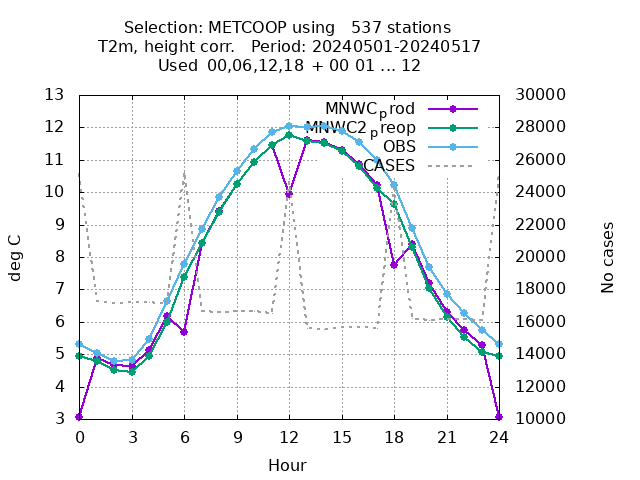 Selection: METCOOP using 537 stations
T2m, height corr. Period: 20240501-20240517
Used 00,06,12,18 + 00 01 ... 12
MNWC_prod
MNWC2_preop
OBS
CASES
deg C
13
12
11
10
9
8
7
6
5
4
3
30000
28000
26000
24000
22000
20000
18000
16000
14000
12000
10000
No cases
0 3 6 9 12 15 18 21 24
Hour